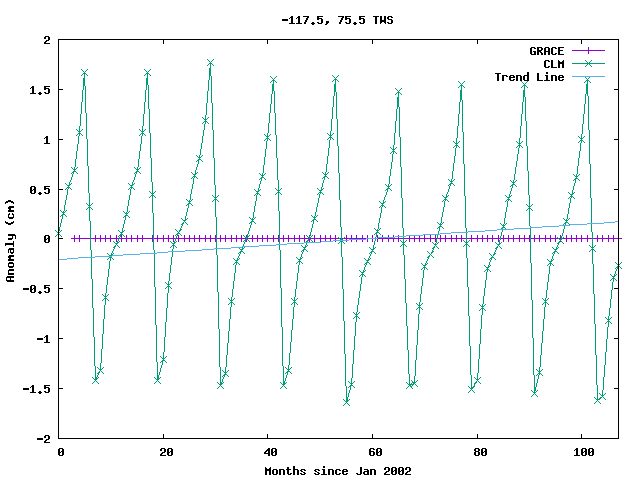 -117.5, 75.5 TWS
GRACE
CLM
Trend Line
2
1.5
1
0.5
0
-0.5
-1
-1.5
-2
Anomaly (cm)
0 20 40 60 80 100
Months since Jan 2002